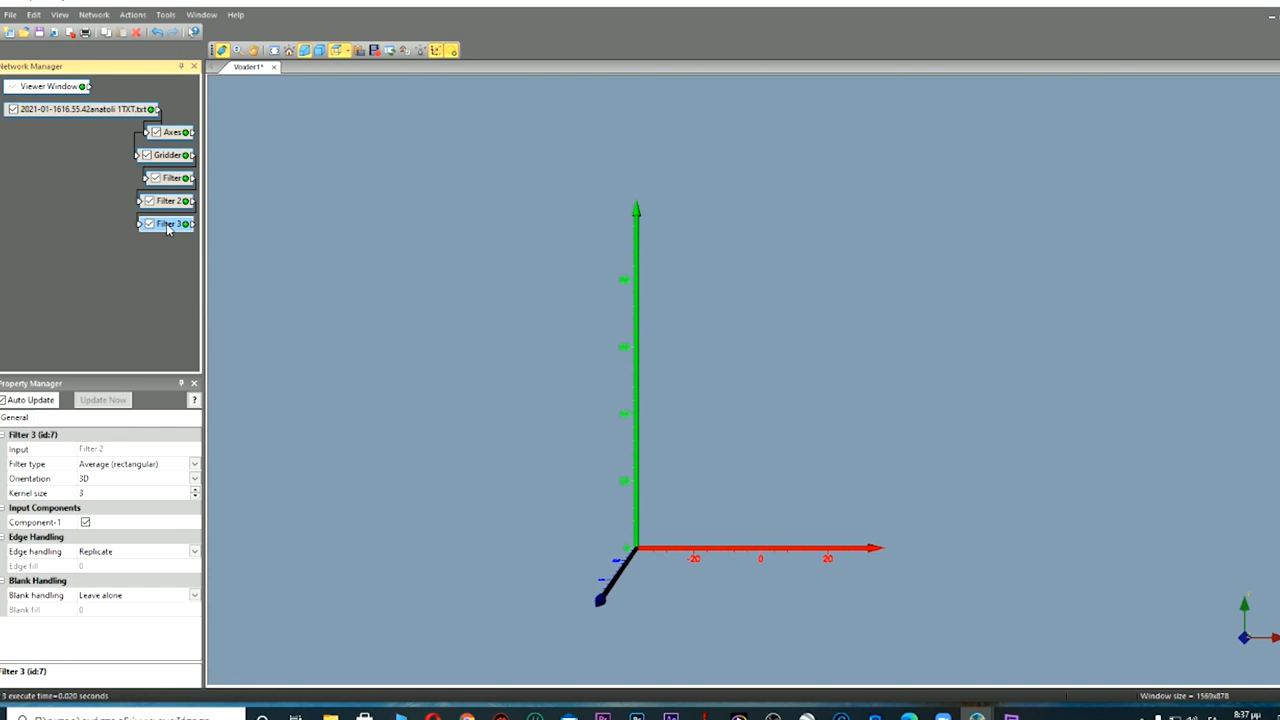 File Edit View Network Actions Tools Window Help
Network Manager
Voxler1*
Viewer Window
2021-01-1616.55.42anatoli 1TXT.txt
Axes
Gridder
Filter
Filter 2
Filter 3
-20 0 20
Property Manager
Auto Update Update Now ?
General
Filter 3 (id:7)
Input Filter 2
Filter type Average (rectangular)
Orientation 3D
Kernel size 3
Input Components
Component-1
Edge Handling
Edge handling Replicate
Edge fill 0
Blank Handling
Blank handling Leave alone
Blank fill 0
Filter 3 (id:7)
3 execute time=0.020 seconds
Window size = 1569x878
8:37 μμ